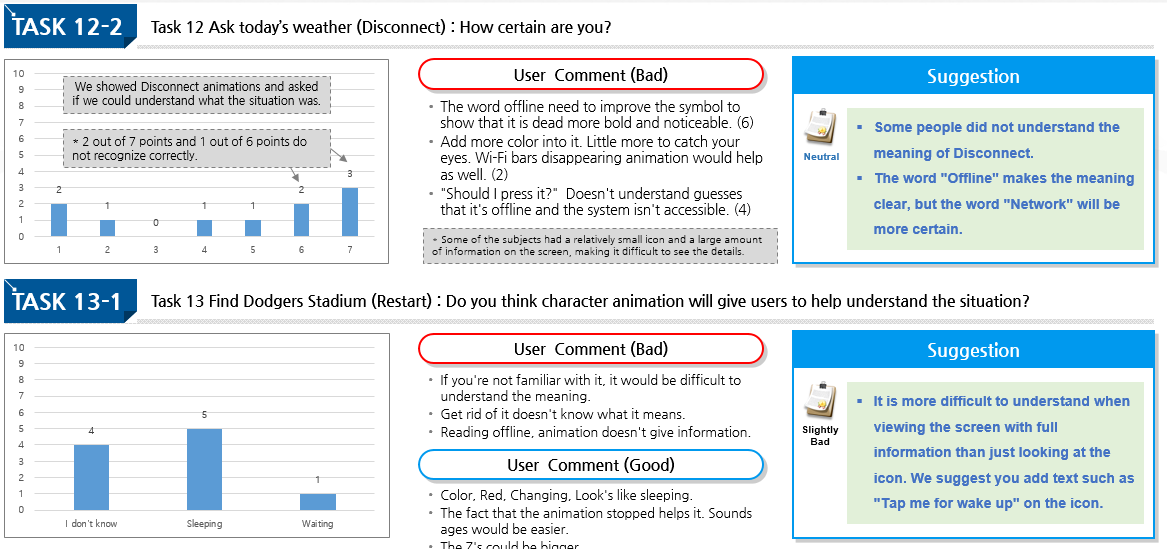 TASK 12-2
Task 12 Ask today's weather (Disconnect) : How certain are you?
10
9
8
7
6
5
4
3
2
1
0
We showed Disconnect animations and asked
if we could understand what the situation was.
* 2 out of 7 points and 1 out of 6 points do
not recognize correctly.
2
1
0
1
1
2
3
1
2
3
4
5
6
7
User Comment (Bad)
• The word offline need to improve the symbol to
show that it is dead more bold and noticeable. (6)
• Add more color into it. Little more to catch your
eyes. Wi-Fi bars disappearing animation would help
as well. (2)
• "Should I press it?" Doesn't understand guesses
that it's offline and the system isn't accessible. (4)
* Some of the subjects had a relatively small icon and a large amount
of information on the screen, making it difficult to see the details.
Suggestion
Neutral
▪ Some people did not understand the
meaning of Disconnect.
▪ The word "Offline" makes the meaning
clear, but the word "Network" will be
more certain.
TASK 13-1
Task 13 Find Dodgers Stadium (Restart) : Do you think character animation will give users to help understand the situation?
10
9
8
7
6
5
4
3
2
1
0
4
5
1
I don't know
Sleeping
Waiting
User Comment (Bad)
• If you're not familiar with it, it would be difficult to
understand the meaning.
• Get rid of it doesn't know what it means.
• Reading offline, animation doesn't give information.
User Comment (Good)
• Color, Red, Changing, Look's like sleeping.
• The fact that the animation stopped helps it. Sounds
ages would be easier.
• The Z's could be bigger
Suggestion
Slightly
Bad
▪ It is more difficult to understand when
viewing the screen with full
information than just looking at the
icon. We suggest you add text such as
"Tap me for wake up" on the icon.